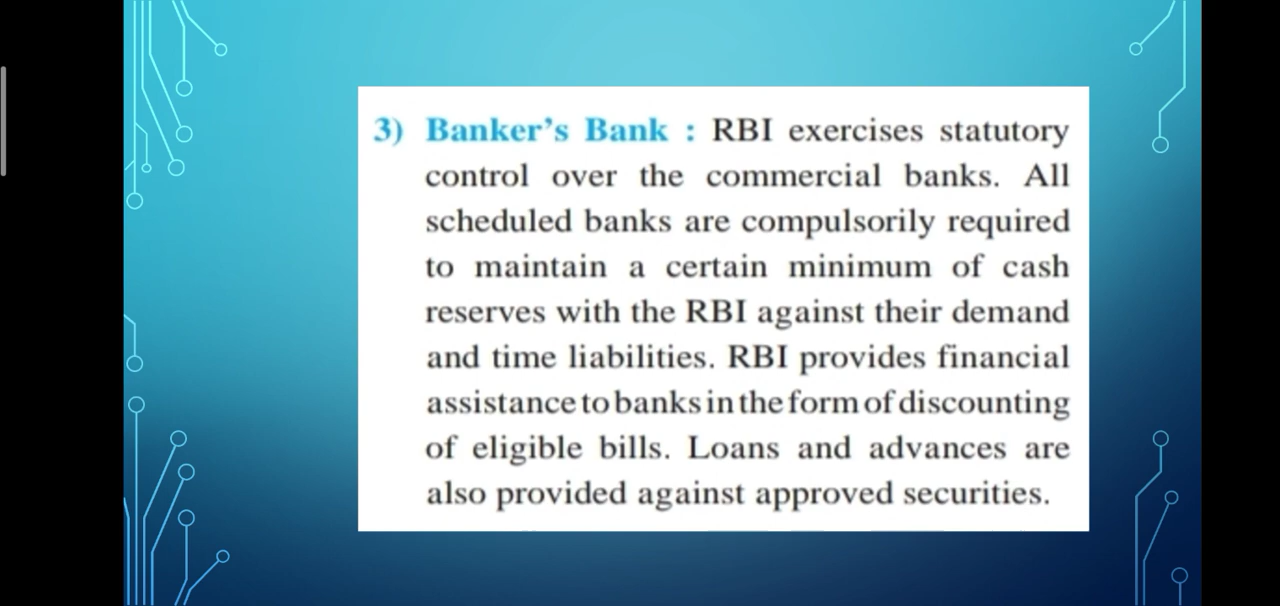 3) Banker’s Bank : RBI exercises statutory
control over the commercial banks. All
scheduled banks are compulsorily required
to maintain a certain minimum of cash
reserves with the RBI against their demand
and time liabilities. RBI provides financial
assistance to banks in the form of discounting
of eligible bills. Loans and advances are
also provided against approved securities.